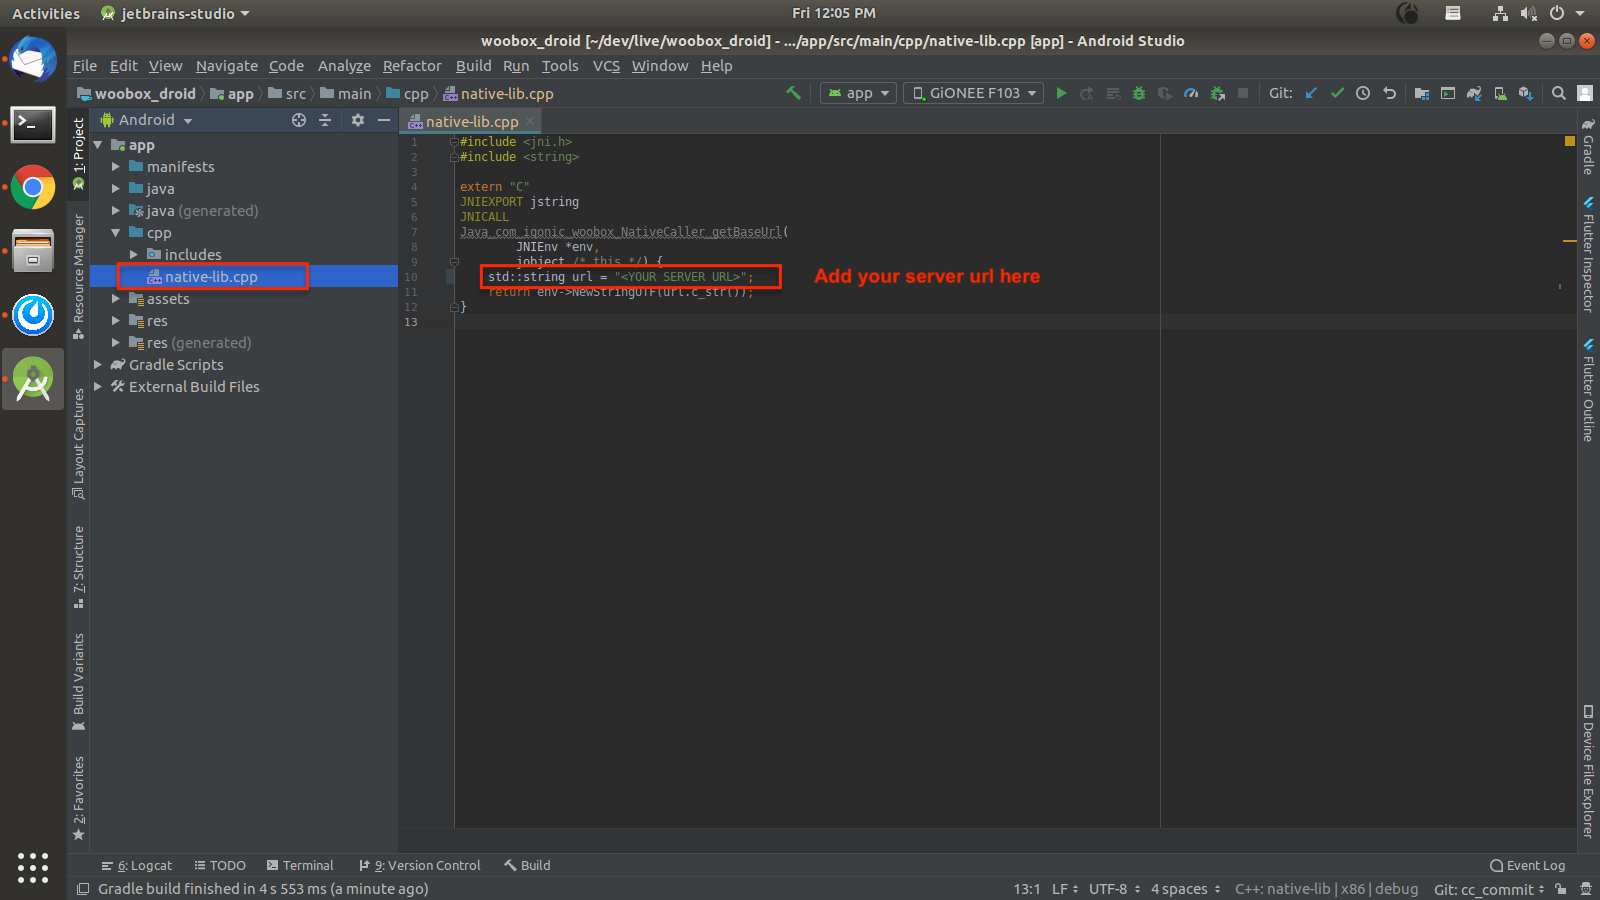 Activities jetbrains-studio Fri 12:05 PM
woobox_droid [~/dev/live/woobox_droid] - .../app/src/main/cpp/native-lib.cpp [app] - Android Studio
File Edit View Navigate Code Analyze Refactor Build Run Tools VCS Window Help
woobox_droid app src main cpp native-lib.cpp app GiONEE F103 Git:
Android
native-lib.cpp
1: Project
Resource Manager
Layout Captures
7: Structure
Build Variants
2: Favorites
app
manifests
java
java (generated)
cpp
includes
native-lib.cpp
assets
res
res (generated)
Gradle Scripts
External Build Files
1 #include <jni.h>
2 #include <string>
3
4 extern "C"
5 JNIEXPORT jstring
6 JNICALL
7 Java_com_iqonic_woobox_NativeCaller_getBaseUrl(
8 JNIEnv *env,
9 jobject /* this */) {
10 std::string url = "<YOUR SERVER URL>";
11 return env->NewStringUTF(url.c_str());
12 }
13
Add your server url here
Gradle
Flutter Inspector
Flutter Outline
Device File Explorer
6: Logcat TODO Terminal 9: Version Control Build Event Log
Gradle build finished in 4 s 553 ms (a minute ago) 13:1 LF UTF-8 4 spaces C++: native-lib | x86 | debug Git: cc_commit